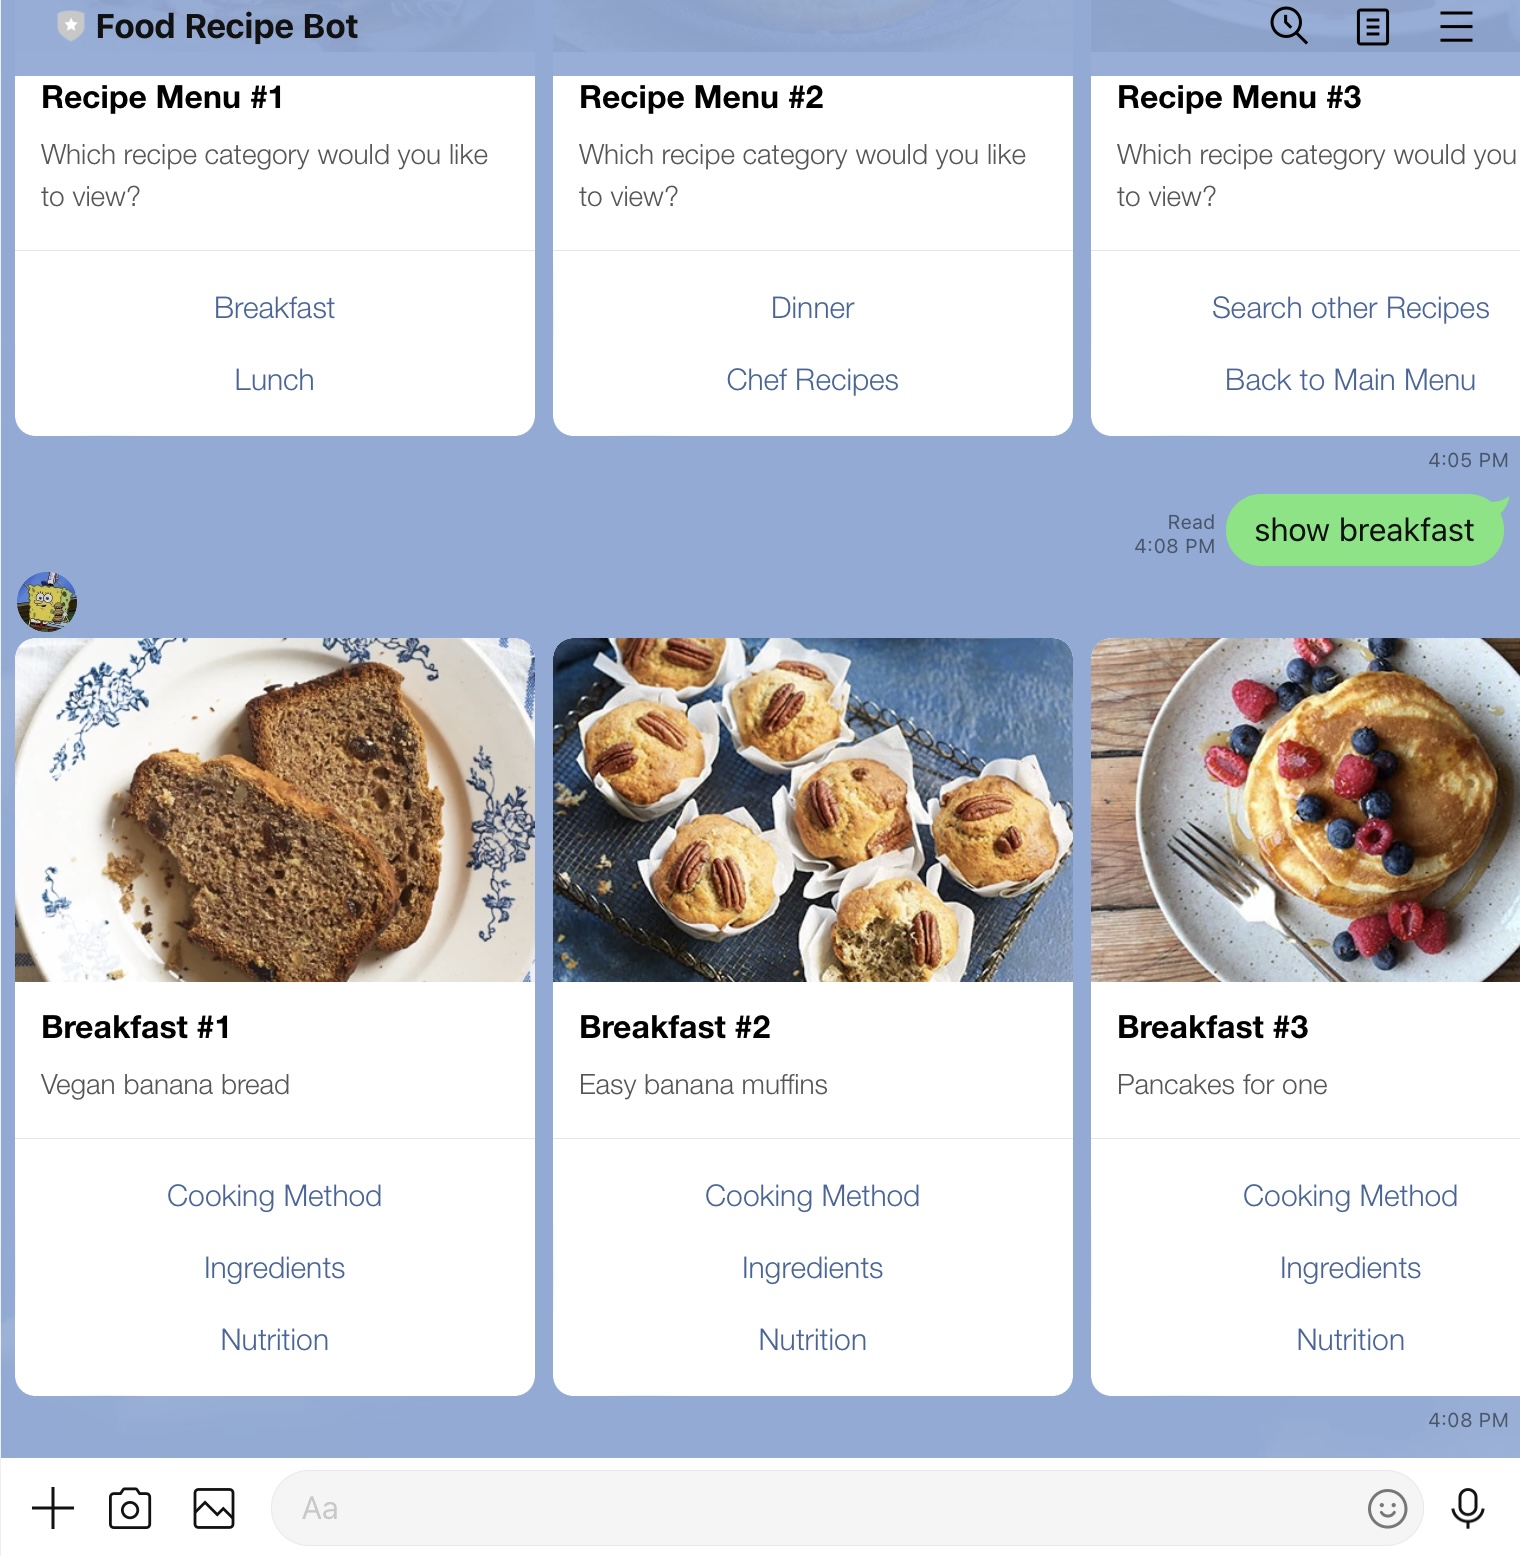 Food Recipe Bot
Recipe Menu #1
Which recipe category would you like
to view?
Breakfast
Lunch
Recipe Menu #2
Which recipe category would you like
to view?
Dinner
Chef Recipes
Recipe Menu #3
Which recipe category would you
to view?
Search other Recipes
Back to Main Menu
4:05 PM
Read
4:08 PM
show breakfast
Breakfast #1
Vegan banana bread
Cooking Method
Ingredients
Nutrition
Breakfast #2
Easy banana muffins
Cooking Method
Ingredients
Nutrition
Breakfast #3
Pancakes for one
Cooking Method
Ingredients
Nutrition
4:08 PM
Aa